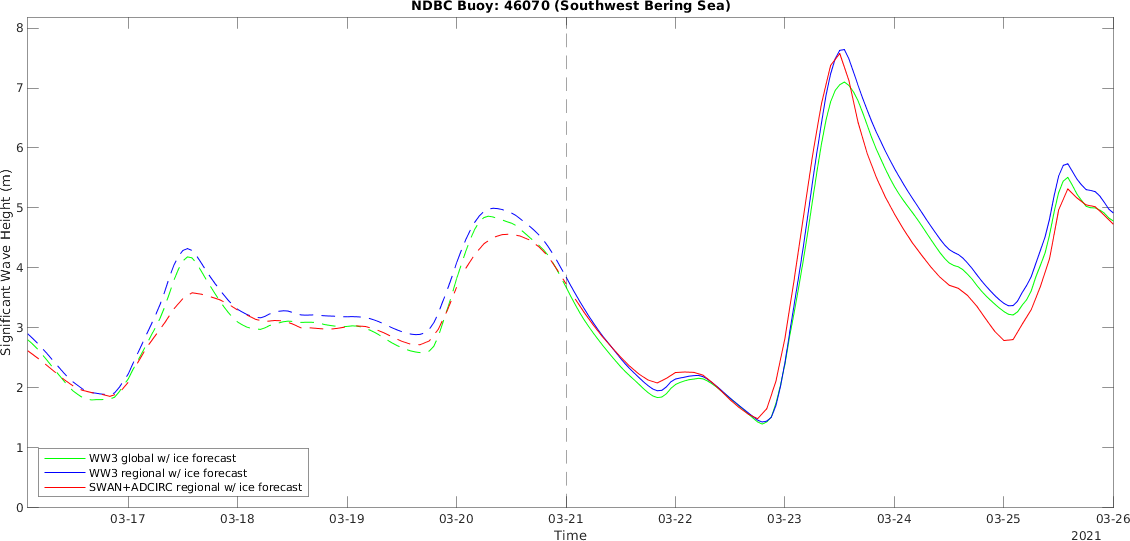 NDBC Buoy: 46070 (Southwest Bering Sea)
8
7
6
5
4
3
2
1
0
Significant Wave Height (m)
WW3 global w/ ice forecast
WW3 regional w/ ice forecast
SWAN+ADCIRC regional w/ ice forecast
03-17 03-18 03-19 03-20 03-21 03-22 03-23 03-24 03-25 03-26
Time
2021